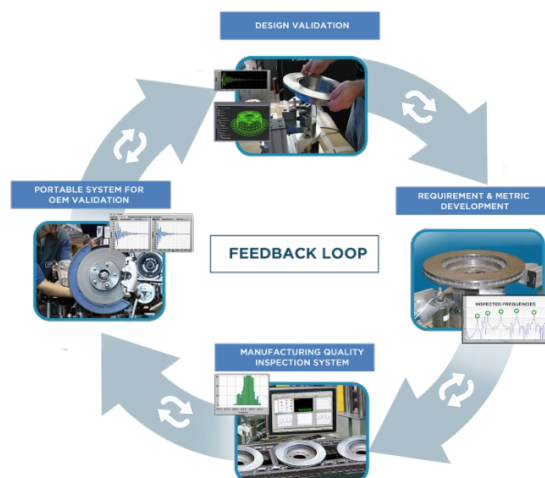 DESIGN VALIDATION
PORTABLE SYSTEM FOR
OEM VALIDATION
REQUIREMENT & METRIC
DEVELOPMENT
FEEDBACK LOOP
INSPECTED FREQUENCIES
MANUFACTURING QUALITY
INSPECTION SYSTEM